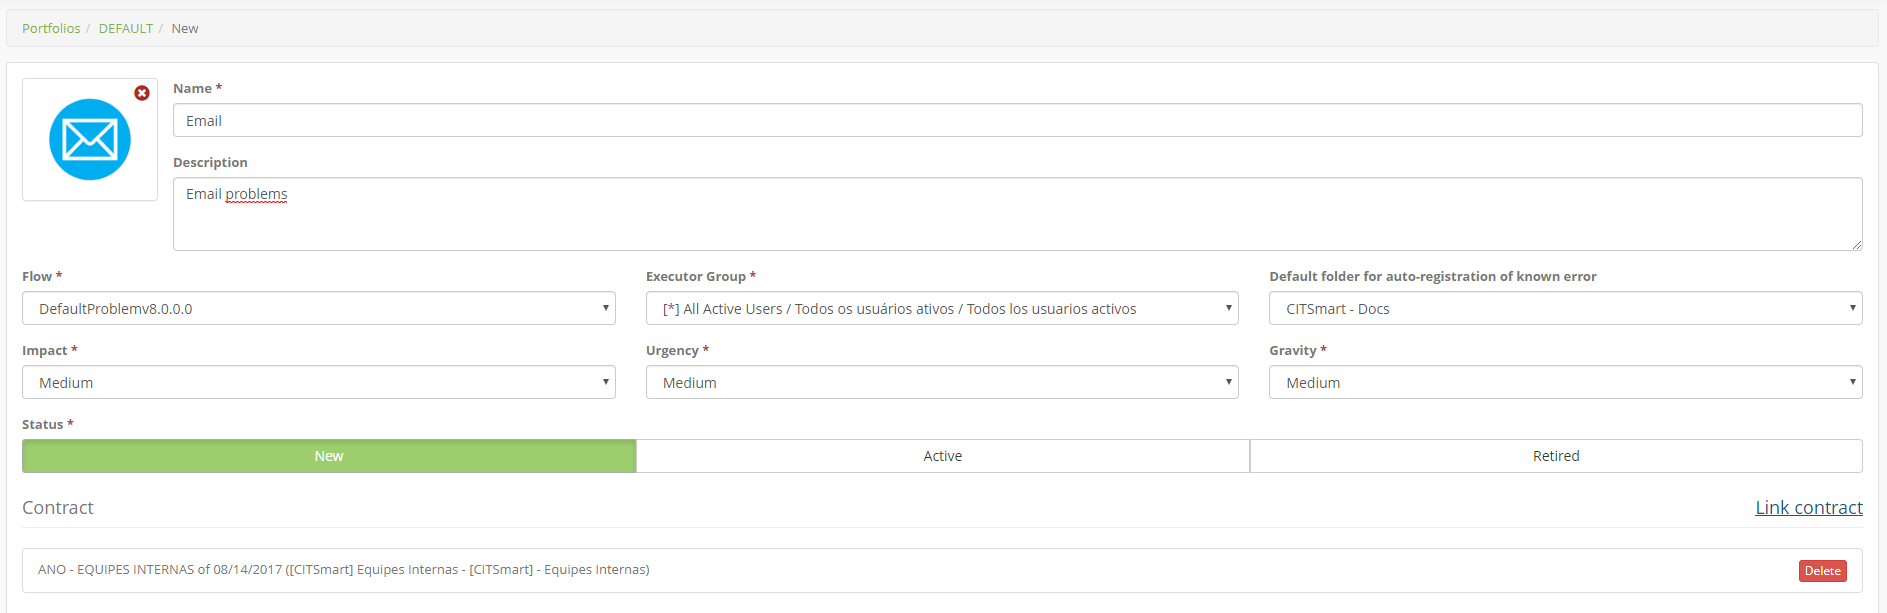 Portfolios / DEFAULT / New
Name *
Email
Description
Email problems
Flow *
Executor Group *
Default folder for auto-registration of known error
DefaultProblemv8.0.0.0
[*] All Active Users / Todos os usuários ativos / Todos los usuarios activos
CITSmart - Docs
Impact *
Urgency *
Gravity *
Medium
Medium
Medium
Status *
New
Active
Retired
Contract
Link contract
ANO - EQUIPES INTERNAS of 08/14/2017 ([CITSmart] Equipes Internas - [CITSmart] - Equipes Internas)
Delete